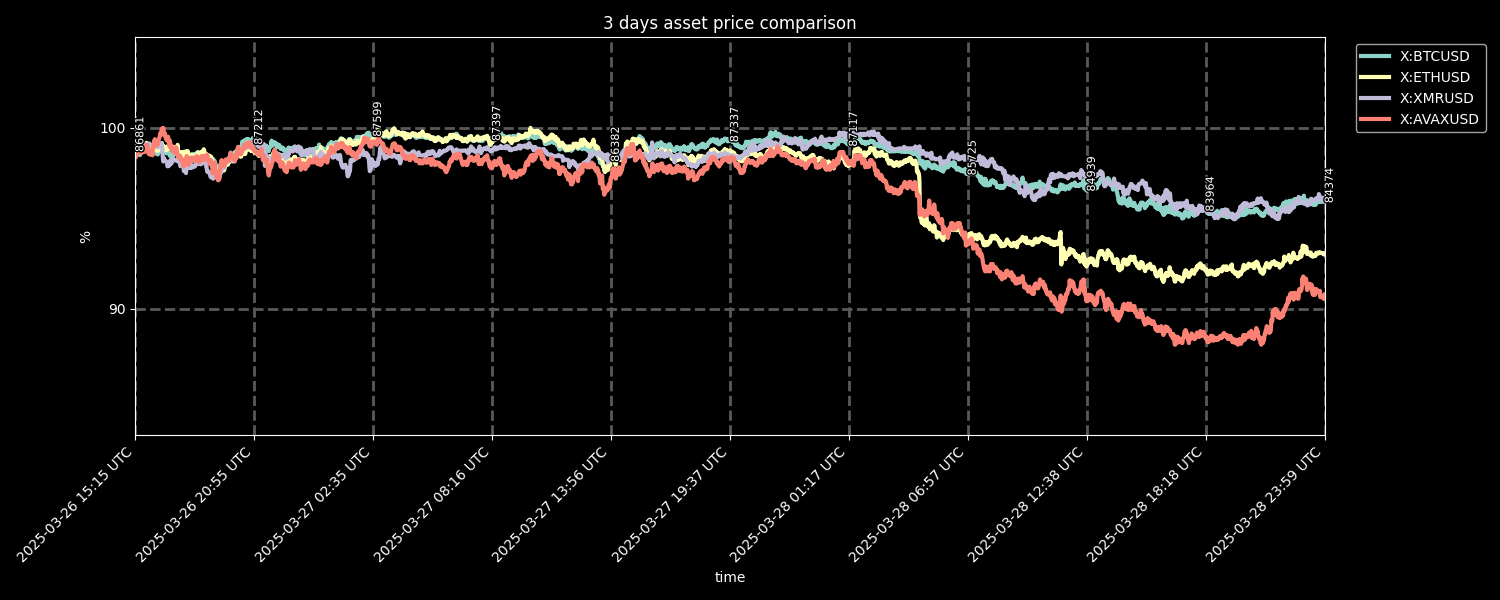 3 days asset price comparison
X:BTCUSD
X:ETHUSD
X:XMRUSD
X:AVAXUSD
100
90
%
86861
87212
87599
87397
86382
87337
87117
85725
84939
83964
84374
2025-03-26 15:15 UTC
2025-03-26 20:55 UTC
2025-03-27 02:35 UTC
2025-03-27 08:16 UTC
2025-03-27 13:56 UTC
2025-03-27 19:37 UTC
2025-03-28 01:17 UTC
2025-03-28 06:57 UTC
2025-03-28 12:38 UTC
2025-03-28 18:18 UTC
2025-03-28 23:59 UTC
time